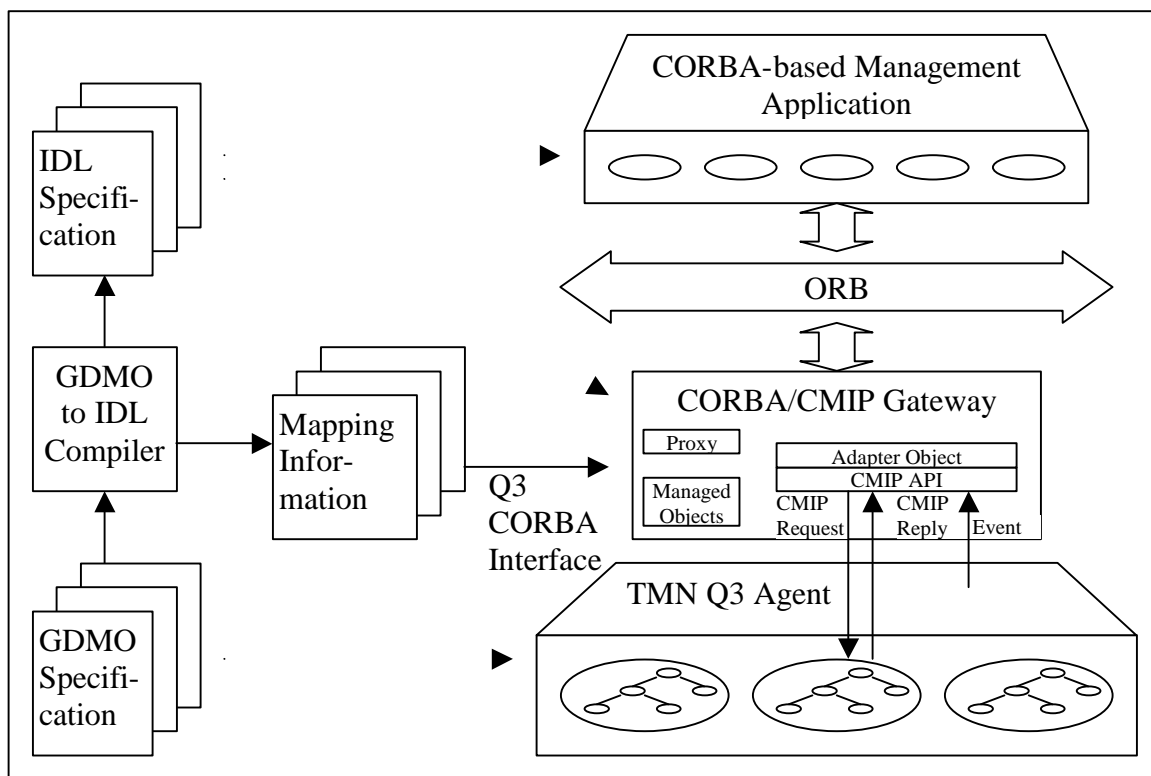 CORBA-based Management
Application
IDL
Specifi-
cation
ORB
GDMO
to IDL
Compiler
Mapping
Infor-
mation
CORBA/CMIP Gateway
Proxy
Managed
Objects
Adapter Object
CMIP API
CMIP
Request
CMIP
Reply
Event
Q3
CORBA
Interface
TMN Q3 Agent
GDMO
Specifi-
cation